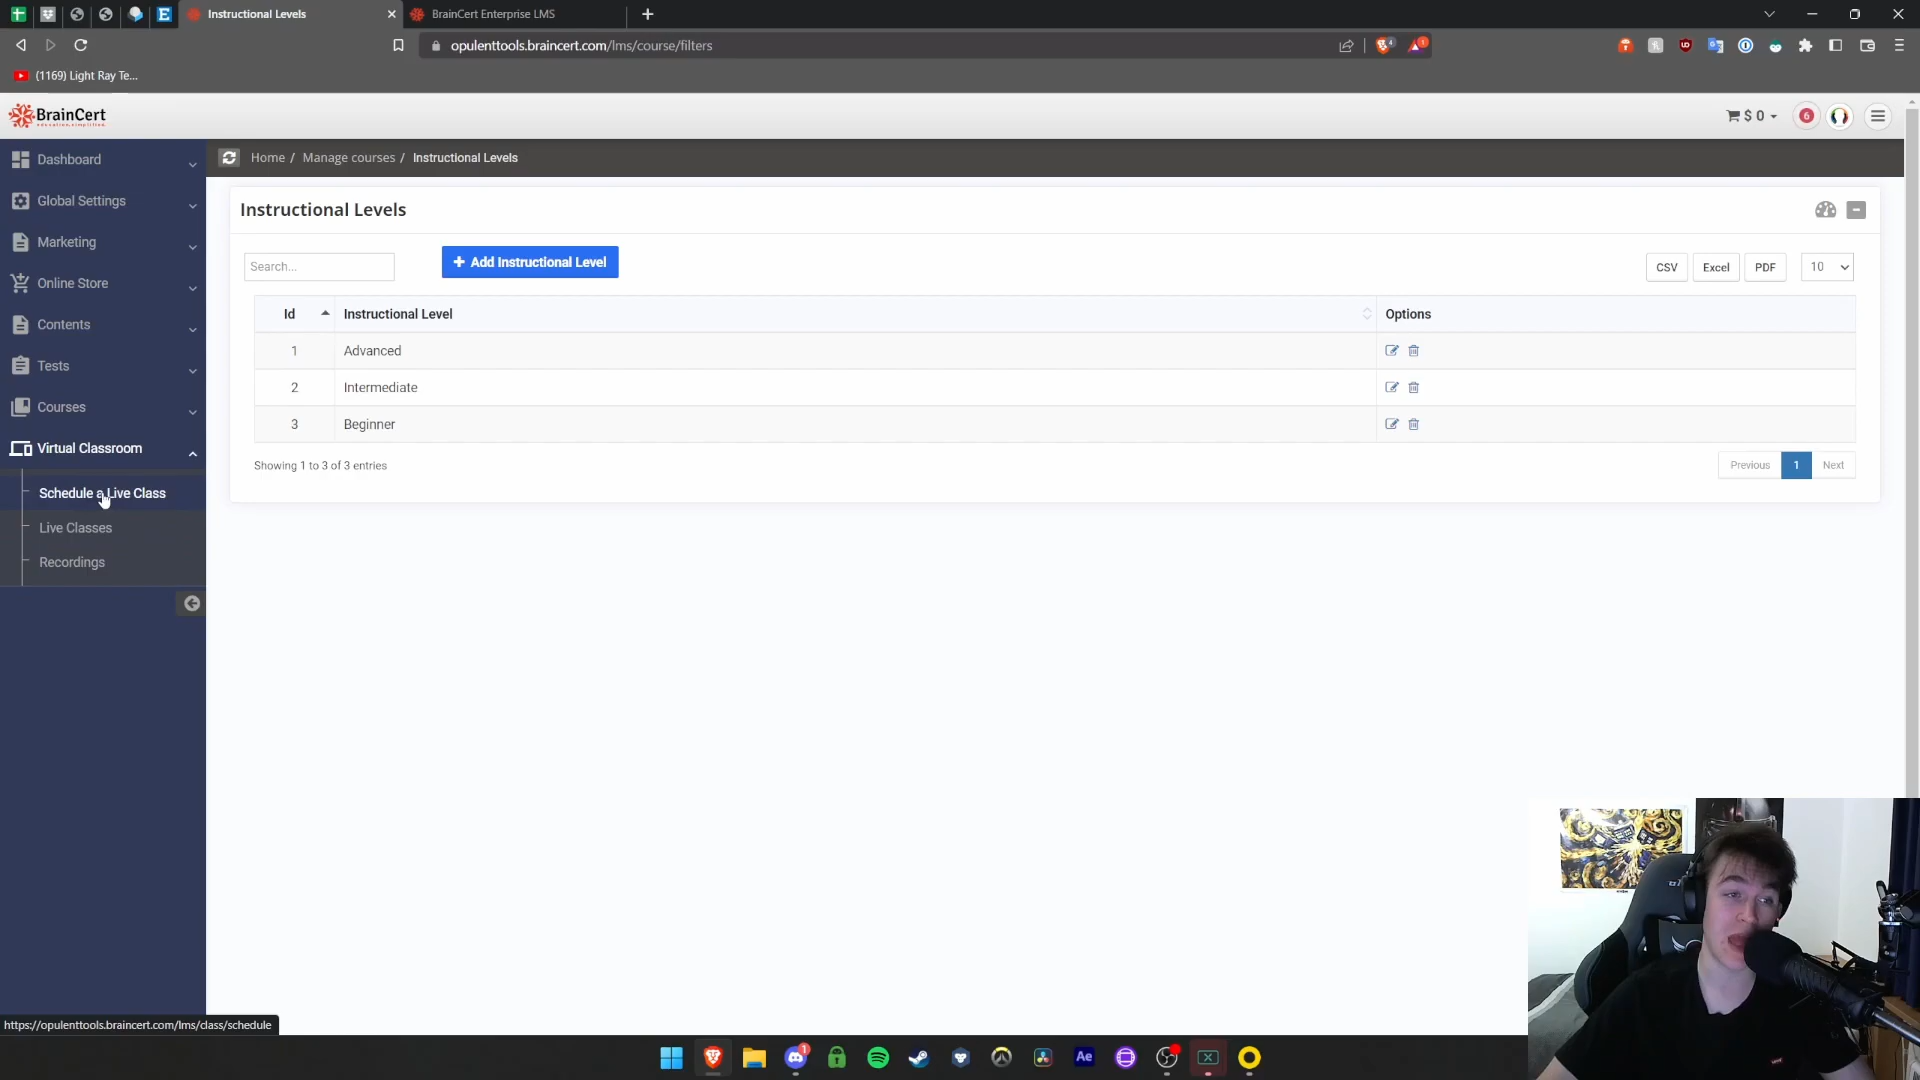 Instructional Levels
BrainCert Enterprise LMS
opulenttools.braincert.com/lms/course/filters
(1169) Light Ray Te...
BrainCert
$ 0
6
Dashboard
Home / Manage courses / Instructional Levels
Global Settings
Marketing
Online Store
Contents
Tests
Courses
Virtual Classroom
Schedule a Live Class
Live Classes
Recordings
Instructional Levels
Search...
+ Add Instructional Level
CSV
Excel
PDF
10
Id Instructional Level Options
1 Advanced
2 Intermediate
3 Beginner
Showing 1 to 3 of 3 entries
Previous 1 Next
https://opulenttools.braincert.com/lms/class/schedule
1
Ae